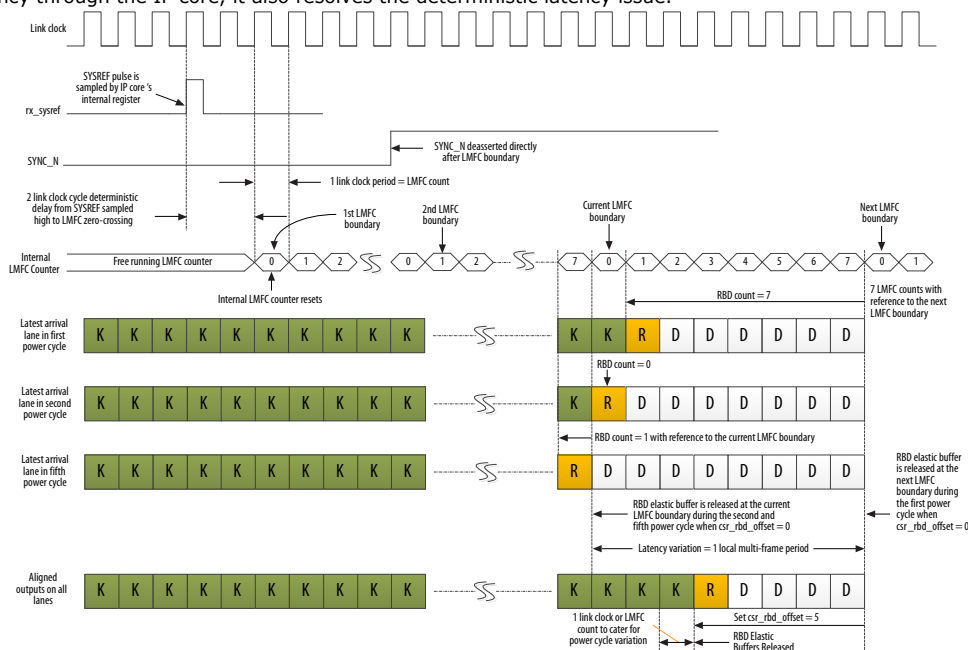 ncy through the IP core, it also resolves the deterministic latency issue.
Link clock
SYSREF pulse is
sampled by IP core 's
internal register
rx_sysref
SYNC_N deasserted directly
after LMFC boundary
SYNC_N
1 link clock period = LMFC count
2 link clock cycle deterministic
delay from SYSREF sampled
high to LMFC zero-crossing
1st LMFC
boundary
2nd LMFC
boundary
Current LMFC
boundary
Next LMFC
boundary
Internal
LMFC Counter
Free running LMFC counter
0 1 2 0 1 2 7 0 1 2 3 4 5 6 7 0 1
Internal LMFC counter resets
RBD count = 7
7 LMFC counts with
reference to the next
LMFC boundary
Latest arrival
lane in first
power cycle
K K K K K K K K K K K K R D D D D D D
RBD count = 0
Latest arrival
lane in second
power cycle
K K K K K K K K K K K R D D D D D D D
RBD count = 1 with reference to the current LMFC boundary
Latest arrival
lane in fifth
power cycle
K K K K K K K K K K R D D D D D D D D
RBD elastic buffer
is released at the
next LMFC
boundary during
the first power
cycle when
csr_rbd_offset = 0
RBD elastic buffer is released at the current
LMFC boundary during the second and
fifth power cycle when csr_rbd_offset = 0
Latency variation = 1 local multi-frame period
Aligned
outputs on all
lanes
K K K K K K K K K K K K K K R D D D D
1 link clock or LMFC
count to cater for
power cycle variation
Set csr_rbd_offset = 5
RBD Elastic
Buffers Released